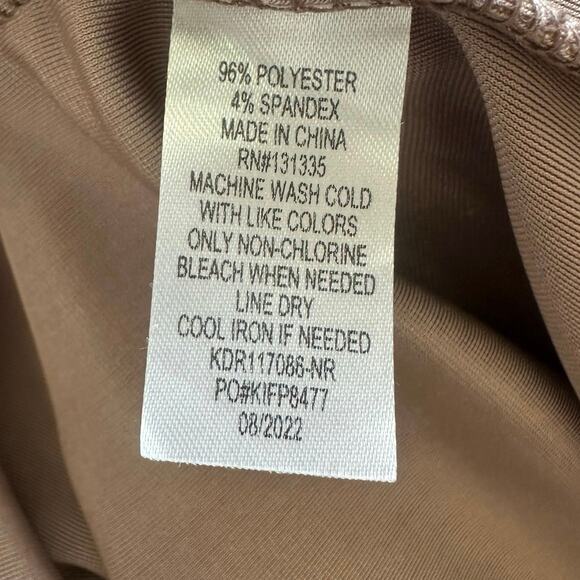 96% POLYESTER
4% SPANDEX
MADE IN CHINA
RN#131335
MACHINE WASH COLD
WITH LIKE COLORS
ONLY NON-CHLORINE
BLEACH WHEN NEEDED
LINE DRY
COOL IRON IF NEEDED
KDR117086-NR
PO#KIFP8477
08/2022